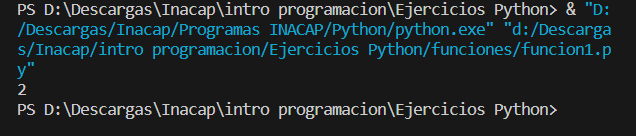 PS D:\Descargas\Inacap\intro programacion\Ejercicios Python> & "D:
/Descargas/Inacap/Programas INACAP/Python/python.exe" "d:/Descarga
s/Inacap/intro programacion/Ejercicios Python/funciones/funcion1.p
y"
2
PS D:\Descargas\Inacap\intro programacion\Ejercicios Python>